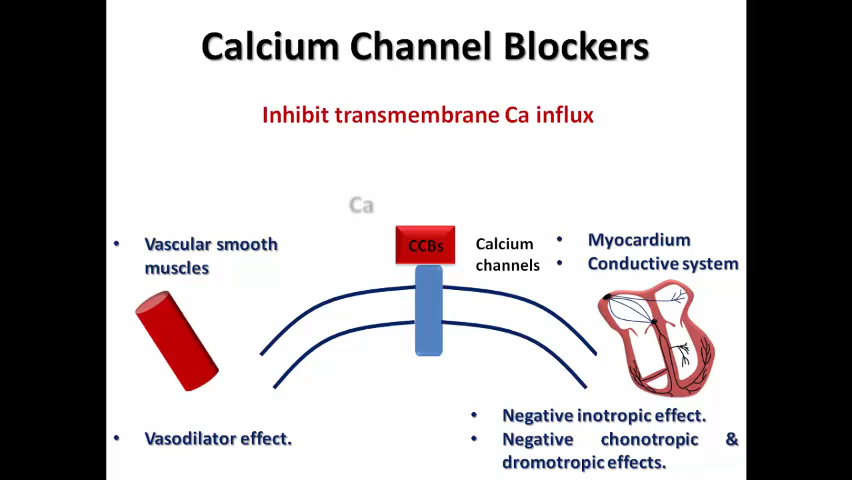 Calcium Channel Blockers
Inhibit transmembrane Ca influx
Ca
CCBs
Calcium
channels
• Vascular smooth
muscles
• Myocardium
• Conductive system
• Vasodilator effect.
• Negative inotropic effect.
• Negative chonotropic &
dromotropic effects.